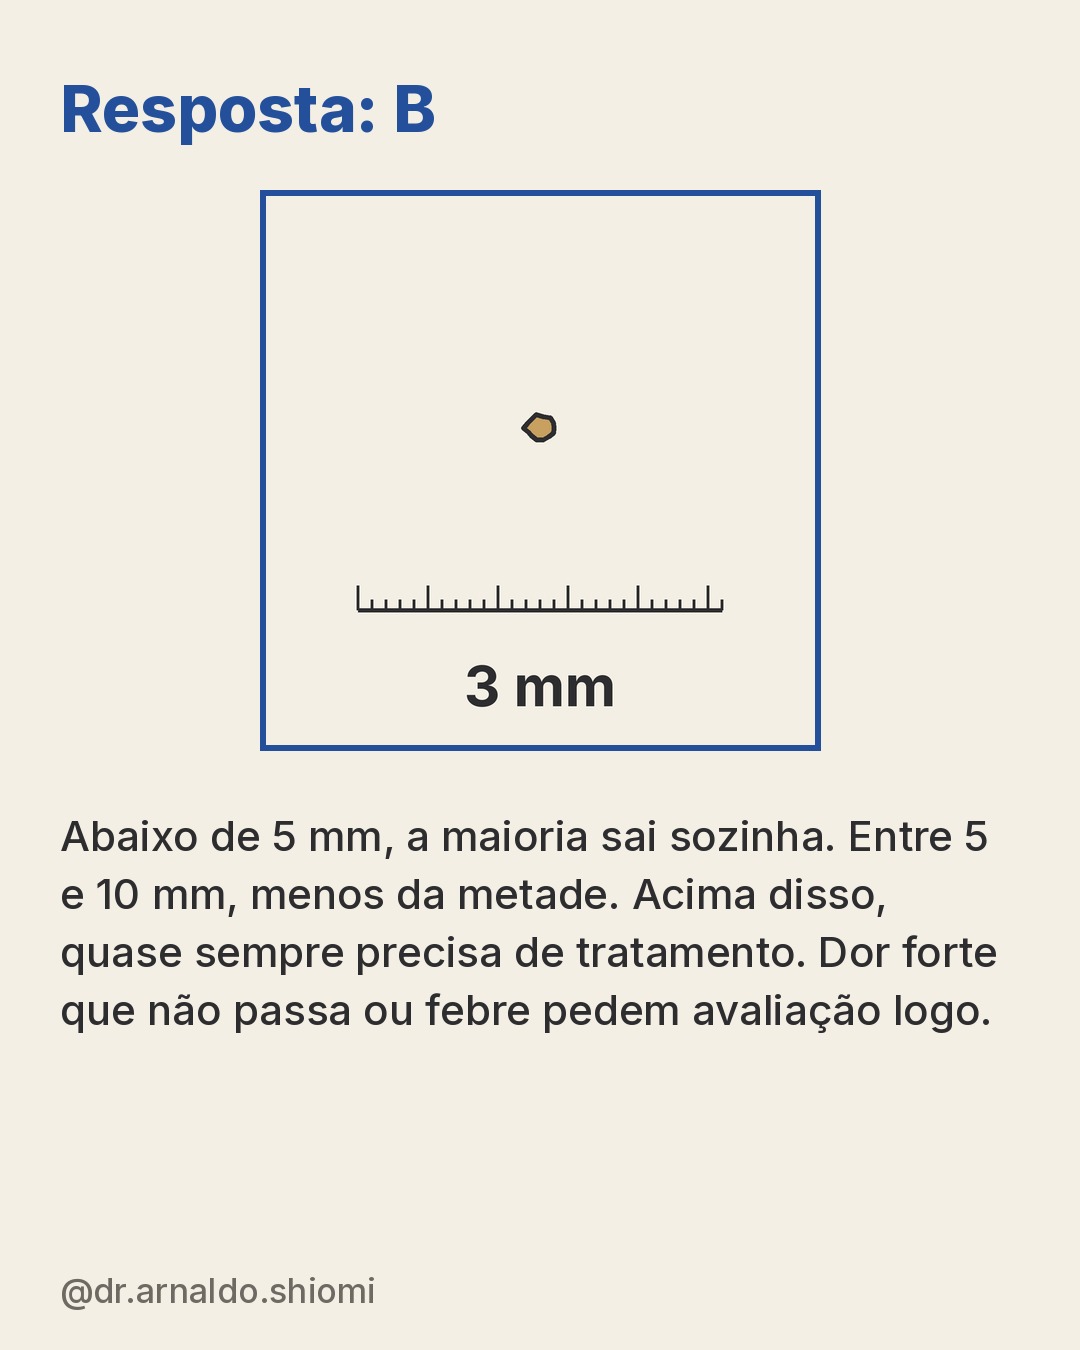 Resposta: B
3 mm
Abaixo de 5 mm, a maioria sai sozinha. Entre 5
e 10 mm, menos da metade. Acima disso,
quase sempre precisa de tratamento. Dor forte
que não passa ou febre pedem avaliação logo.
@dr.arnaldo.shiomi